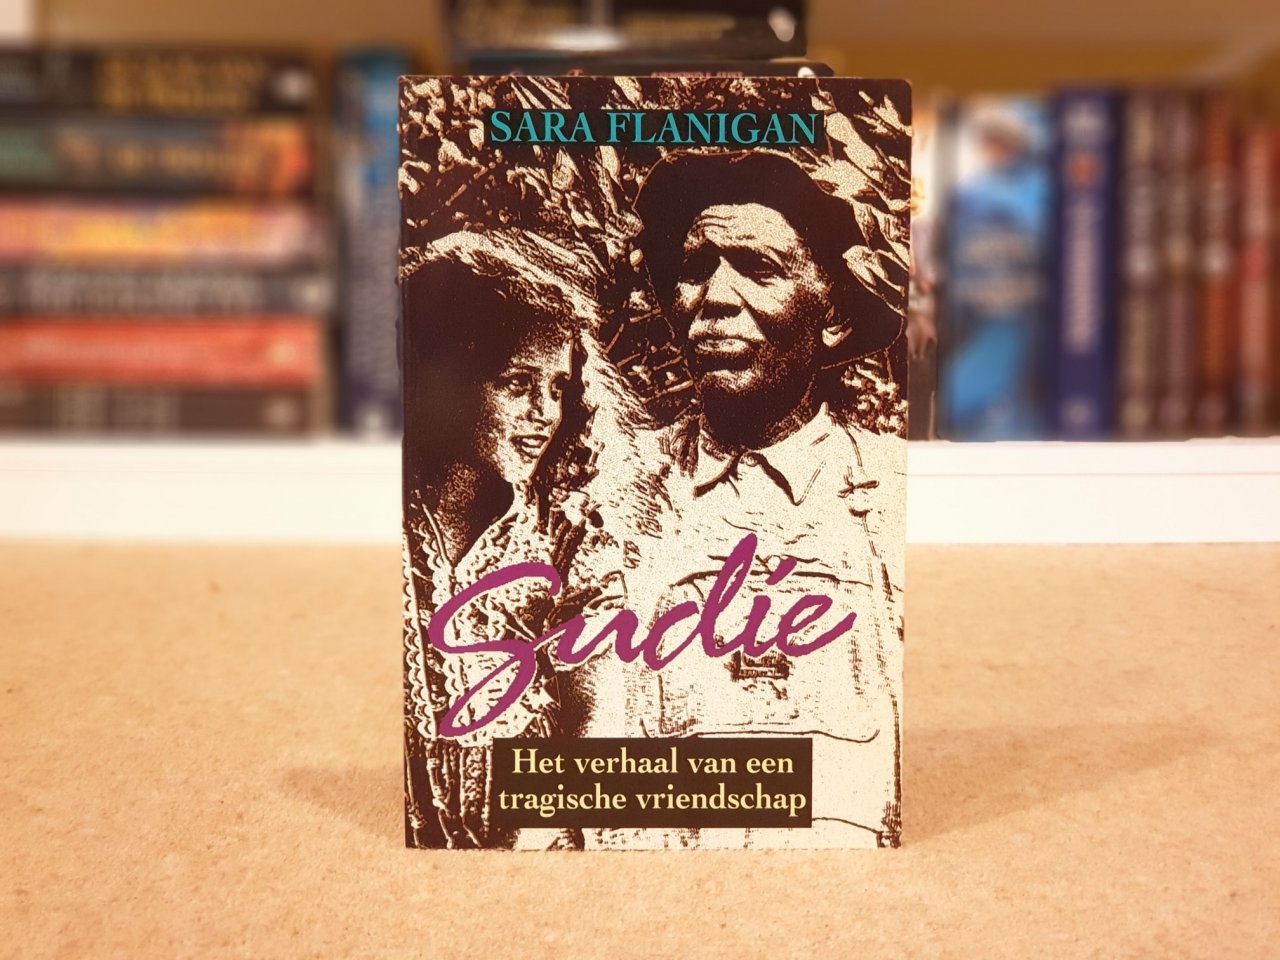 SARA FLANIGAN
Sudie
Het verhaal van een
tragische vriendschap